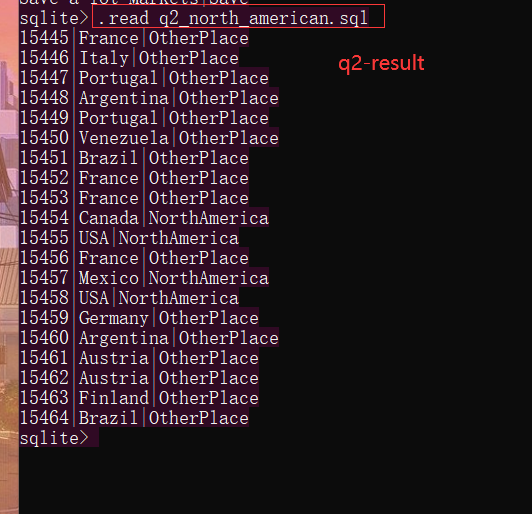 Save a lot Markets|Save
sqlite> .read q2_north_american.sql
15445|France|OtherPlace
q2-result
15446|Italy|OtherPlace
15447|Portugal|OtherPlace
15448|Argentina|OtherPlace
15449|Portugal|OtherPlace
15450|Venezuela|OtherPlace
15451|Brazil|OtherPlace
15452|France|OtherPlace
15453|France|OtherPlace
15454|Canada|NorthAmerica
15455|USA|NorthAmerica
15456|France|OtherPlace
15457|Mexico|NorthAmerica
15458|USA|NorthAmerica
15459|Germany|OtherPlace
15460|Argentina|OtherPlace
15461|Austria|OtherPlace
15462|Austria|OtherPlace
15463|Finland|OtherPlace
15464|Brazil|OtherPlace
sqlite>